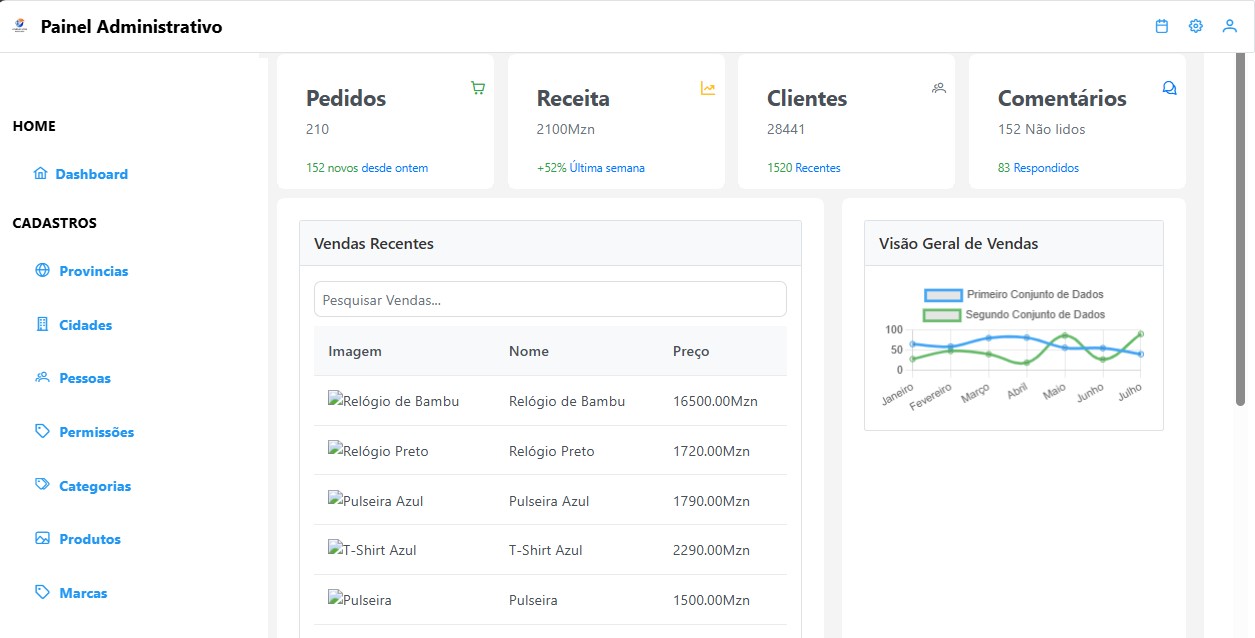 Painel Administrativo
HOME
Dashboard
CADASTROS
Provincias
Cidades
Pessoas
Permissões
Categorias
Produtos
Marcas
Pedidos
210
152 novos desde ontem
Receita
2100Mzn
+52% Última semana
Clientes
28441
1520 Recentes
Comentários
152 Não lidos
83 Respondidos
Vendas Recentes
Pesquisar Vendas...
Imagem Nome Preço
Relógio de Bambu Relógio de Bambu 16500.00Mzn
Relógio Preto Relógio Preto 1720.00Mzn
Pulseira Azul Pulseira Azul 1790.00Mzn
T-Shirt Azul T-Shirt Azul 2290.00Mzn
Pulseira Pulseira 1500.00Mzn
Visão Geral de Vendas
Primeiro Conjunto de Dados
Segundo Conjunto de Dados
100
50
0
Janeiro Fevereiro Março Abril Maio Junho Julho